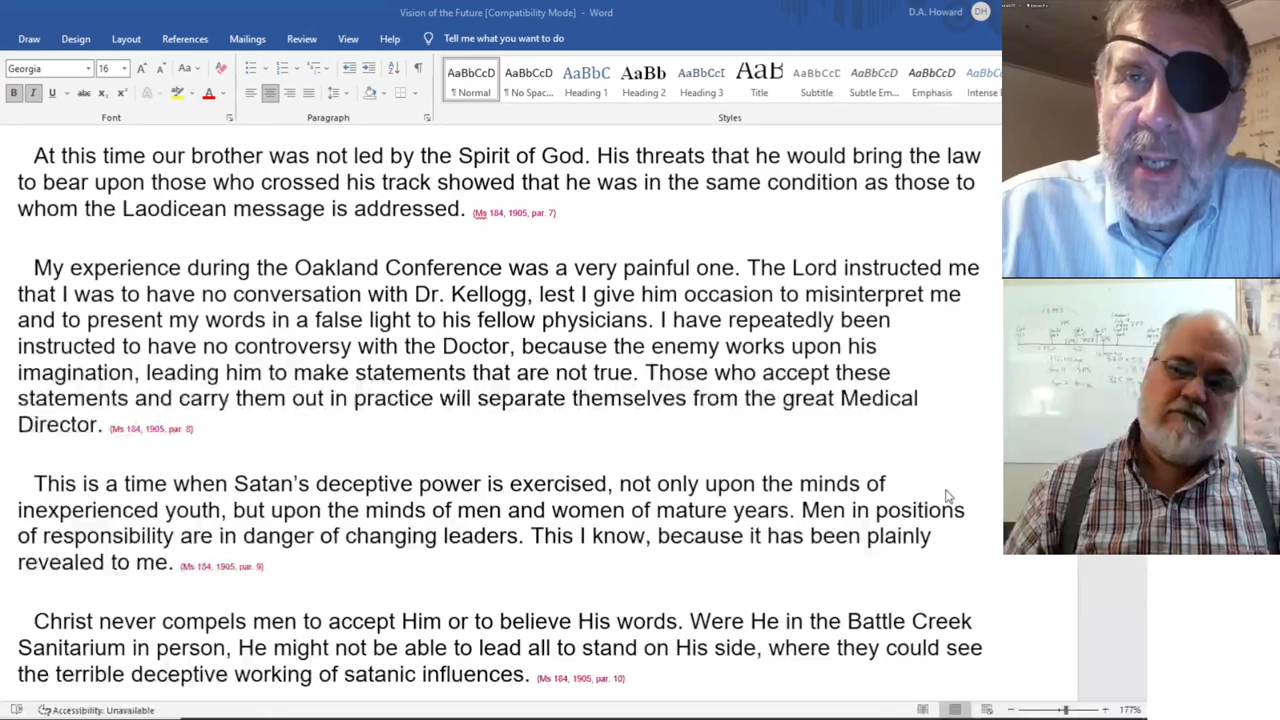 Vision of the Future [Compatibility Mode] - Word
D.A. Howard DH
Draw Design Layout References Mailings Review View Help Tell me what you want to do
Georgia 16 A A Aa
B I U abc x₂ x² A A
AaBbCcD AaBbCcD AaBbC AaBb AaBbCcI AaB AaBbCcD AaBbCcD AaBbCcD AaBbCcI
¶ Normal ¶ No Spac... Heading 1 Heading 2 Heading 3 Title Subtitle Subtle Em... Emphasis Intense
Font Paragraph Styles
At this time our brother was not led by the Spirit of God. His threats that he would bring the law
to bear upon those who crossed his track showed that he was in the same condition as those to
whom the Laodicean message is addressed. (Ms 184, 1905, par. 7)
My experience during the Oakland Conference was a very painful one. The Lord instructed me
that I was to have no conversation with Dr. Kellogg, lest I give him occasion to misinterpret me
and to present my words in a false light to his fellow physicians. I have repeatedly been
instructed to have no controversy with the Doctor, because the enemy works upon his
imagination, leading him to make statements that are not true. Those who accept these
statements and carry them out in practice will separate themselves from the great Medical
Director. (Ms 184, 1905, par. 8)
This is a time when Satan's deceptive power is exercised, not only upon the minds of
inexperienced youth, but upon the minds of men and women of mature years. Men in positions
of responsibility are in danger of changing leaders. This I know, because it has been plainly
revealed to me. (Ms 184, 1905, par. 9)
Christ never compels men to accept Him or to believe His words. Were He in the Battle Creek
Sanitarium in person, He might not be able to lead all to stand on His side, where they could see
the terrible deceptive working of satanic influences. (Ms 184, 1905, par. 10)
Accessibility: Unavailable 177%